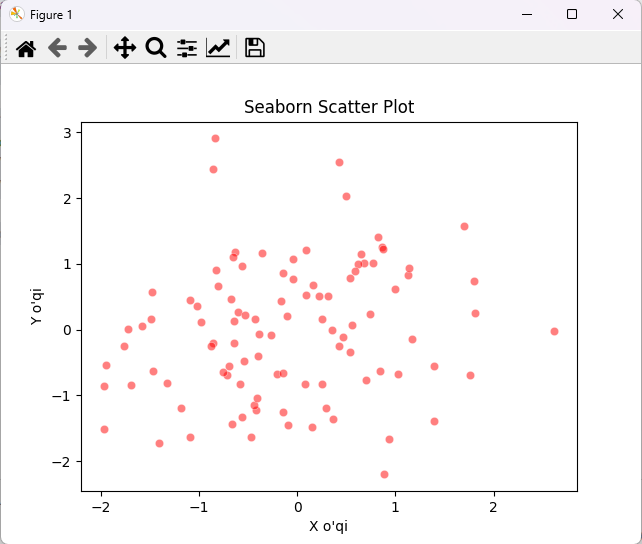 Figure 1
Seaborn Scatter Plot
3
2
1
0
−1
−2
Y o'qi
−2 −1 0 1 2
X o'qi